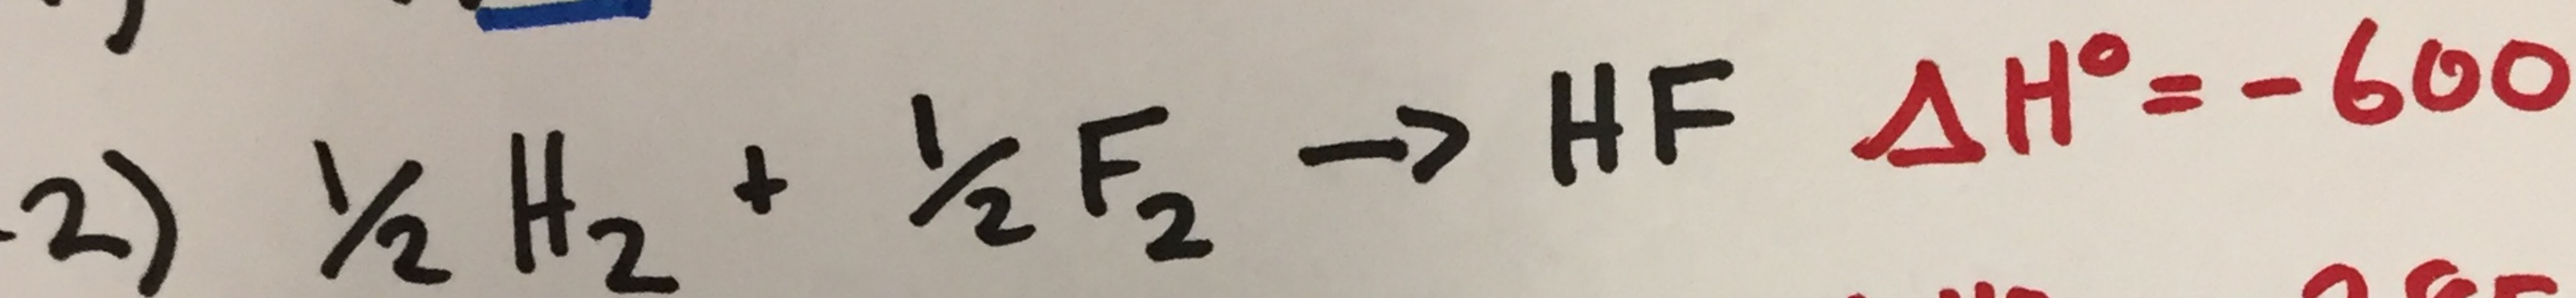 2) ½ H₂ + ½ F₂ → HF ΔH° = -600